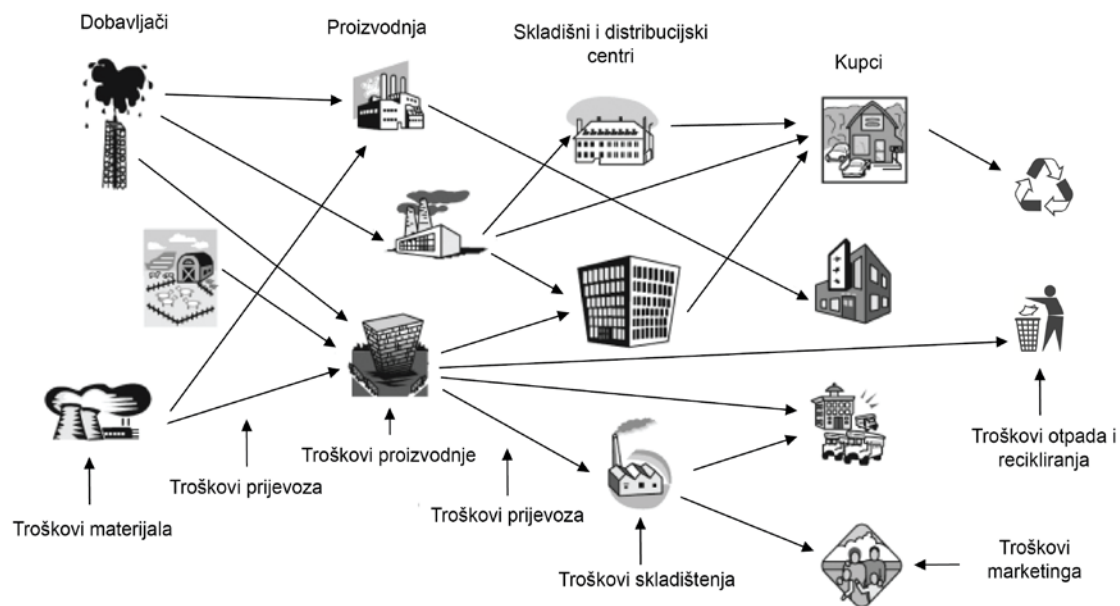 Dobavljači
Proizvodnja
Skladišni i distribucijski
centri
Kupci
Troškovi proizvodnje
Troškovi prijevoza
Troškovi prijevoza
Troškovi materijala
Troškovi skladištenja
Troškovi otpada i
recikliranja
Troškovi
marketinga